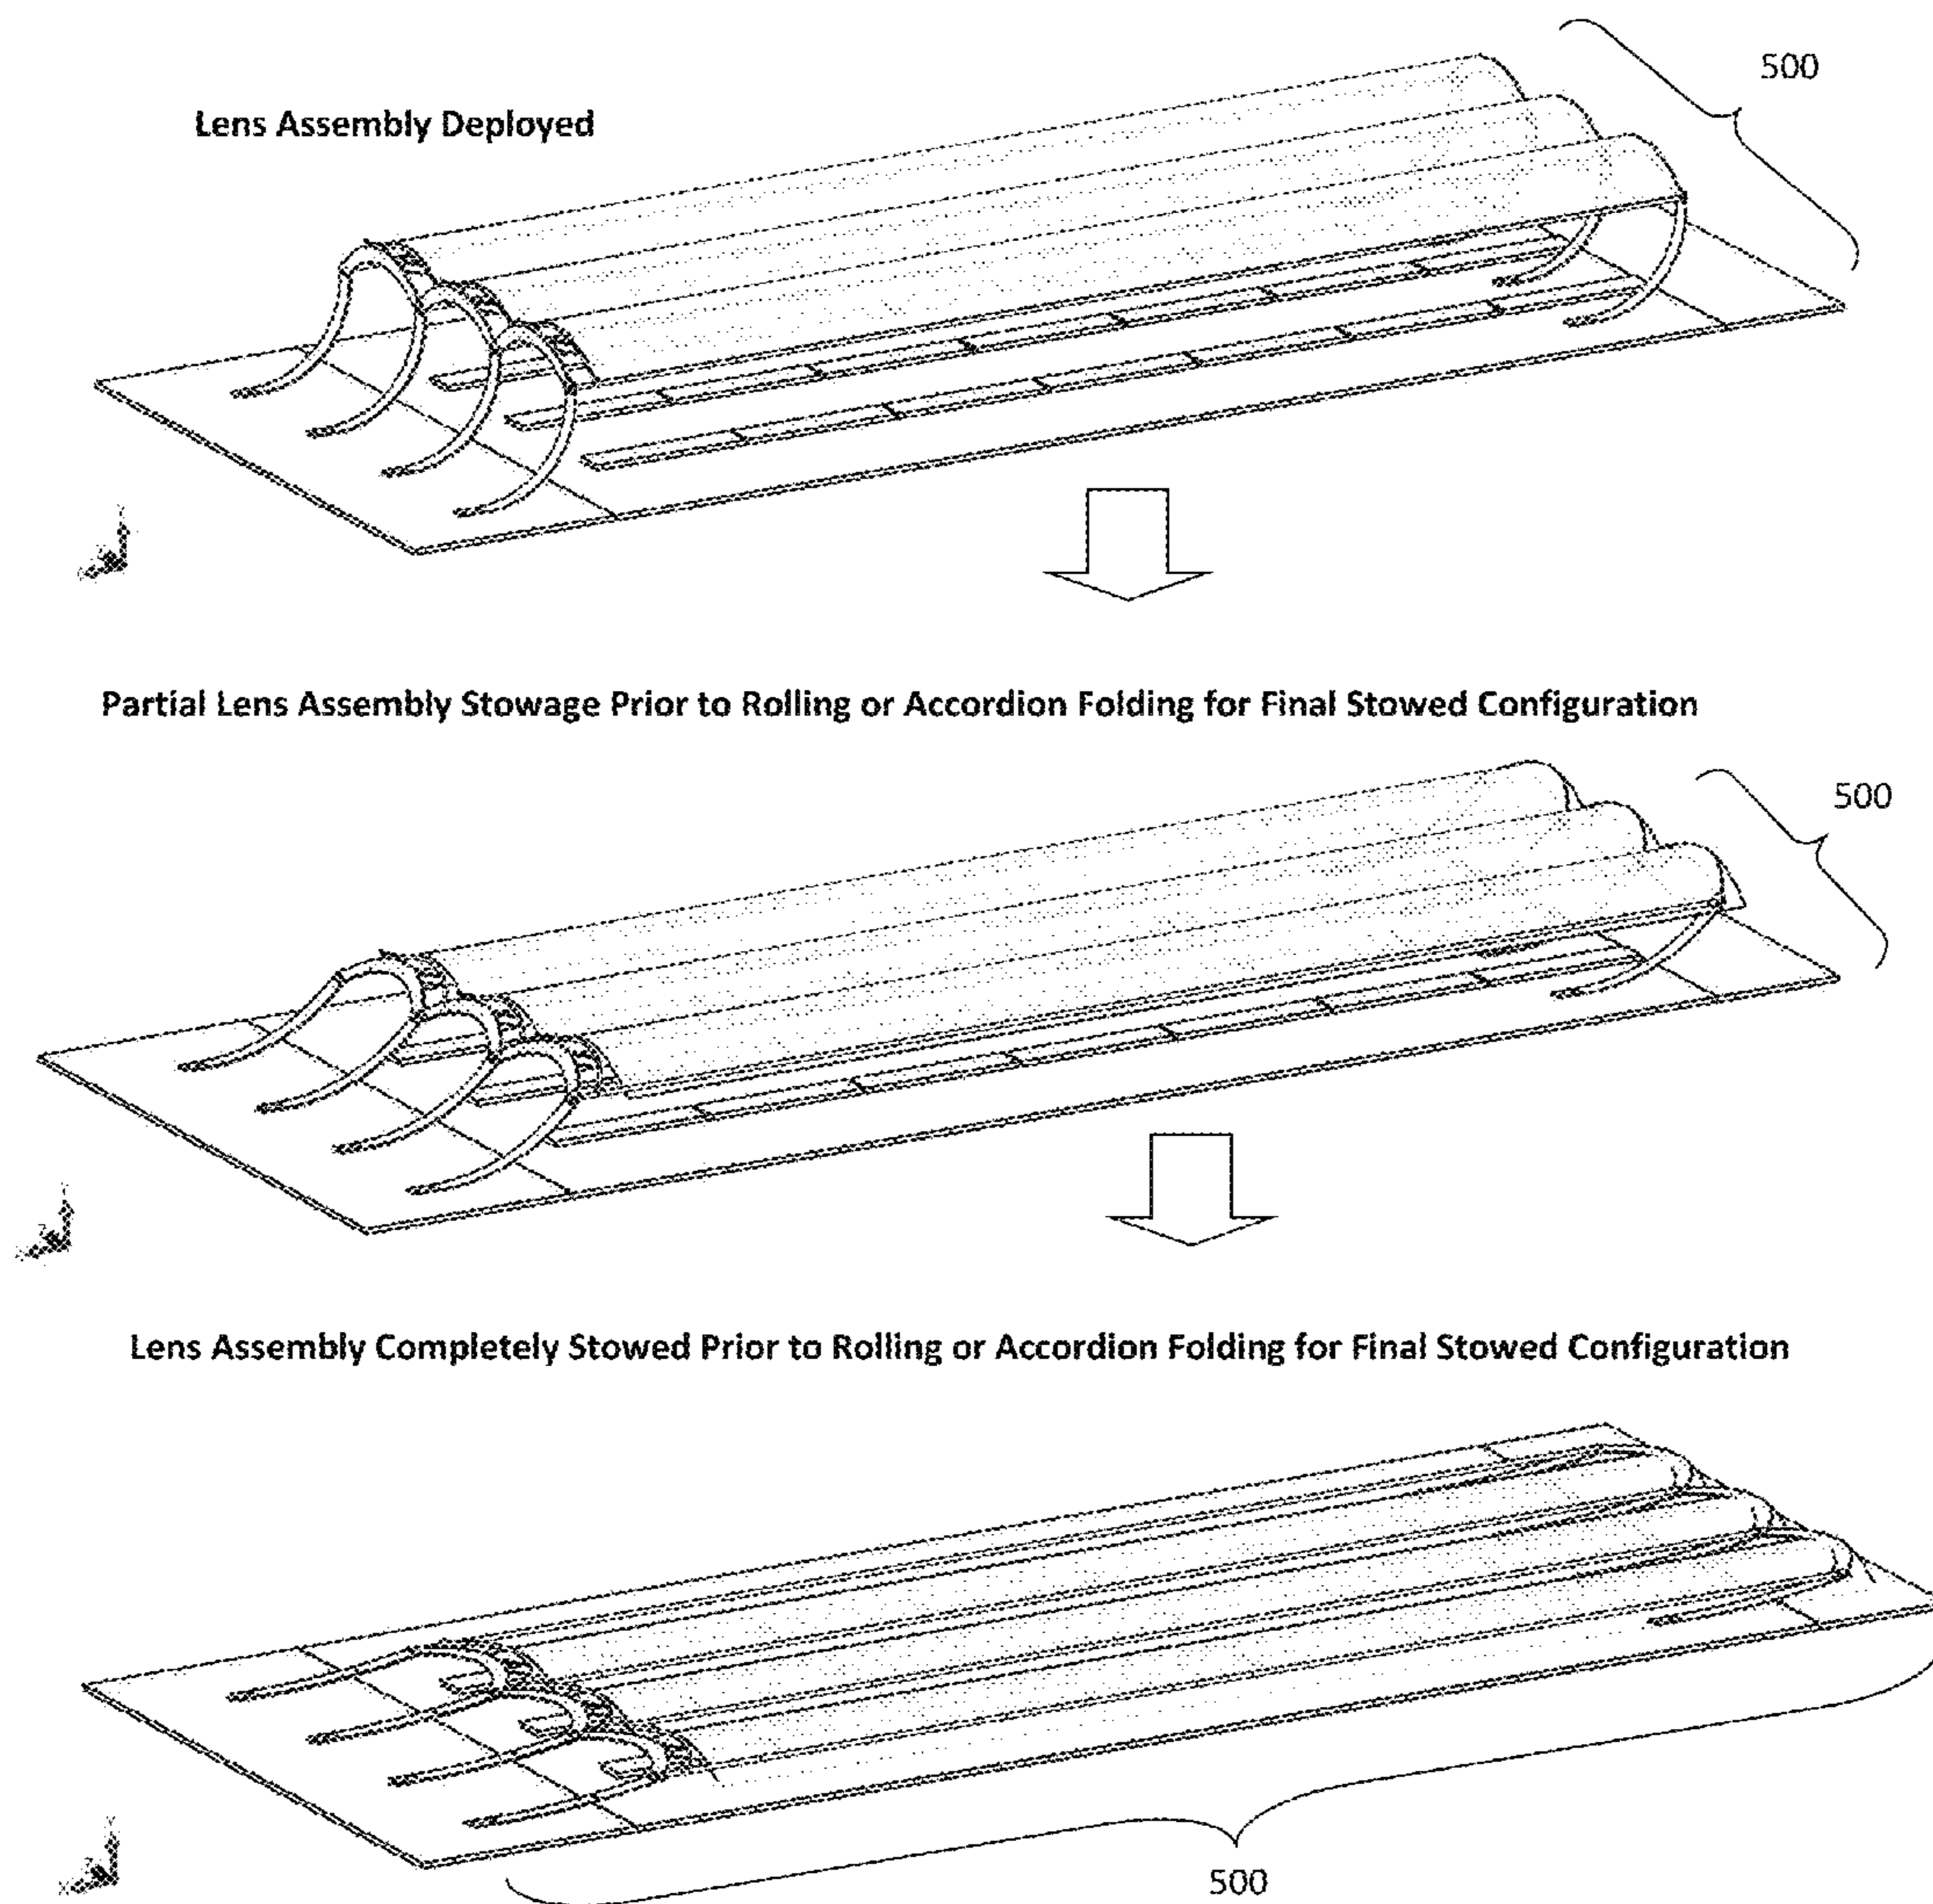 500
Lens Assembly Deployed
Partial Lens Assembly Stowage Prior to Rolling or Accordion Folding for Final Stowed Configuration
500
Lens Assembly Completely Stowed Prior to Rolling or Accordion Folding for Final Stowed Configuration
500